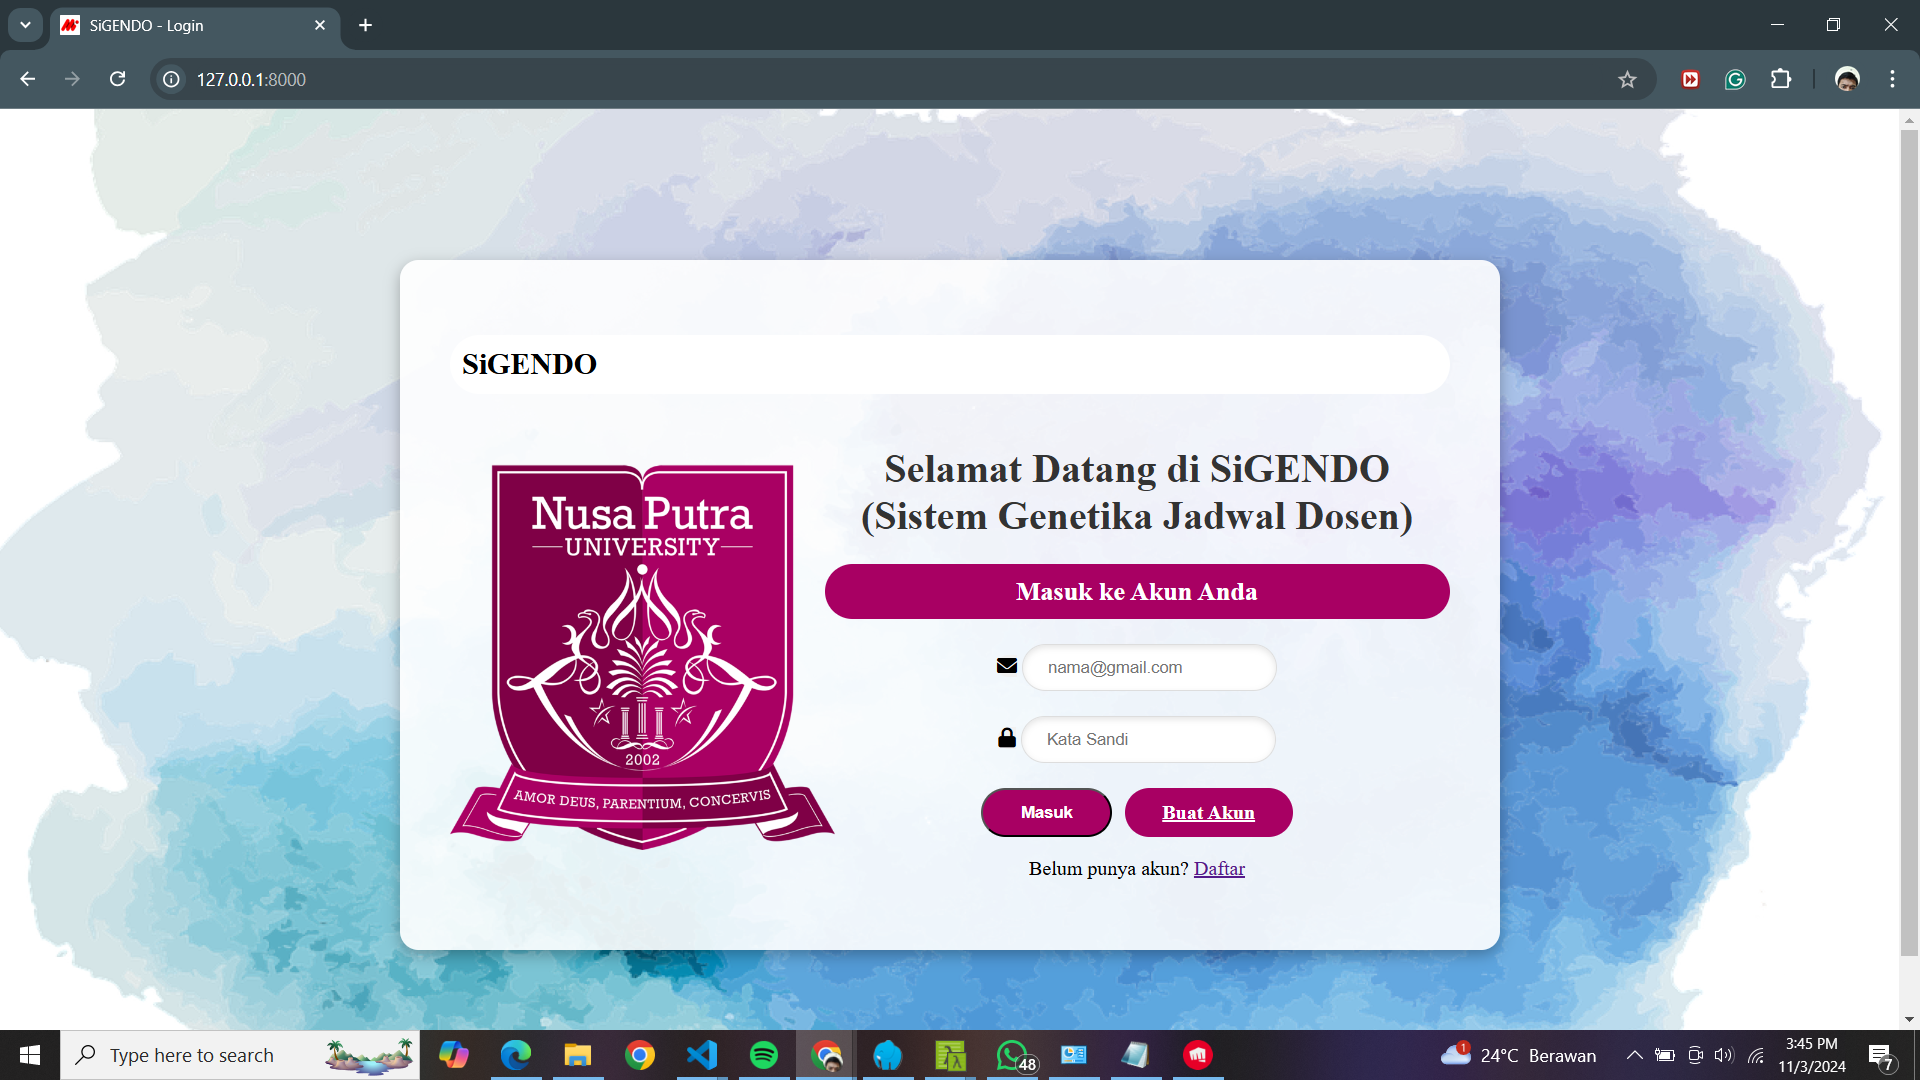 SiGENDO - Login
127.0.0.1:8000
SiGENDO
Nusa Putra
UNIVERSITY
2002
AMOR DEUS, PARENTIUM, CONCERVIS
Selamat Datang di SiGENDO
(Sistem Genetika Jadwal Dosen)
Masuk ke Akun Anda
nama@gmail.com
Kata Sandi
Masuk
Buat Akun
Belum punya akun? Daftar
Type here to search
48
1
24°C Berawan
3:45 PM
11/3/2024
7